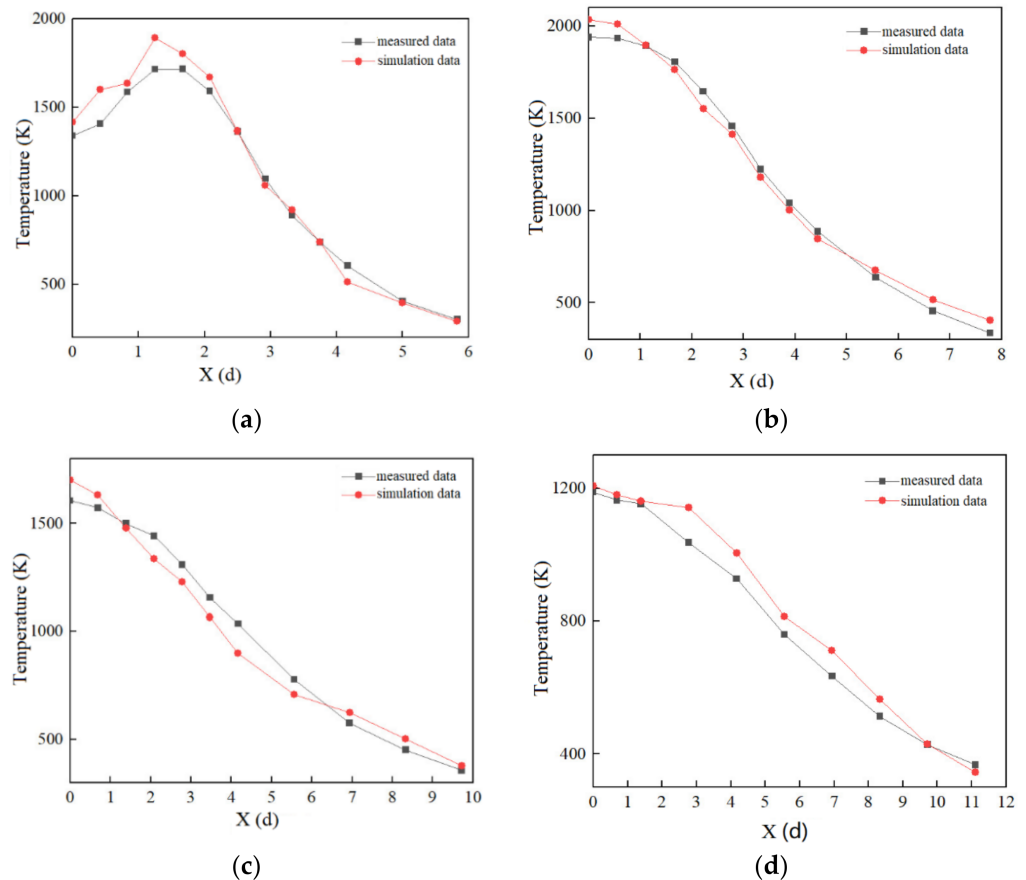 2000
1500
1000
500
Temperature (K)
measured data
simulation data
0 1 2 3 4 5 6
X (d)
(a)
2000
1500
1000
500
Temperature (K)
measured data
simulation data
0 1 2 3 4 5 6 7 8
X (d)
(b)
1500
1000
500
Temperature (K)
measured data
simulation data
0 1 2 3 4 5 6 7 8 9 10
X (d)
(c)
1200
800
400
Temperature (K)
measured data
simulation data
0 1 2 3 4 5 6 7 8 9 10 11 12
X (d)
(d)